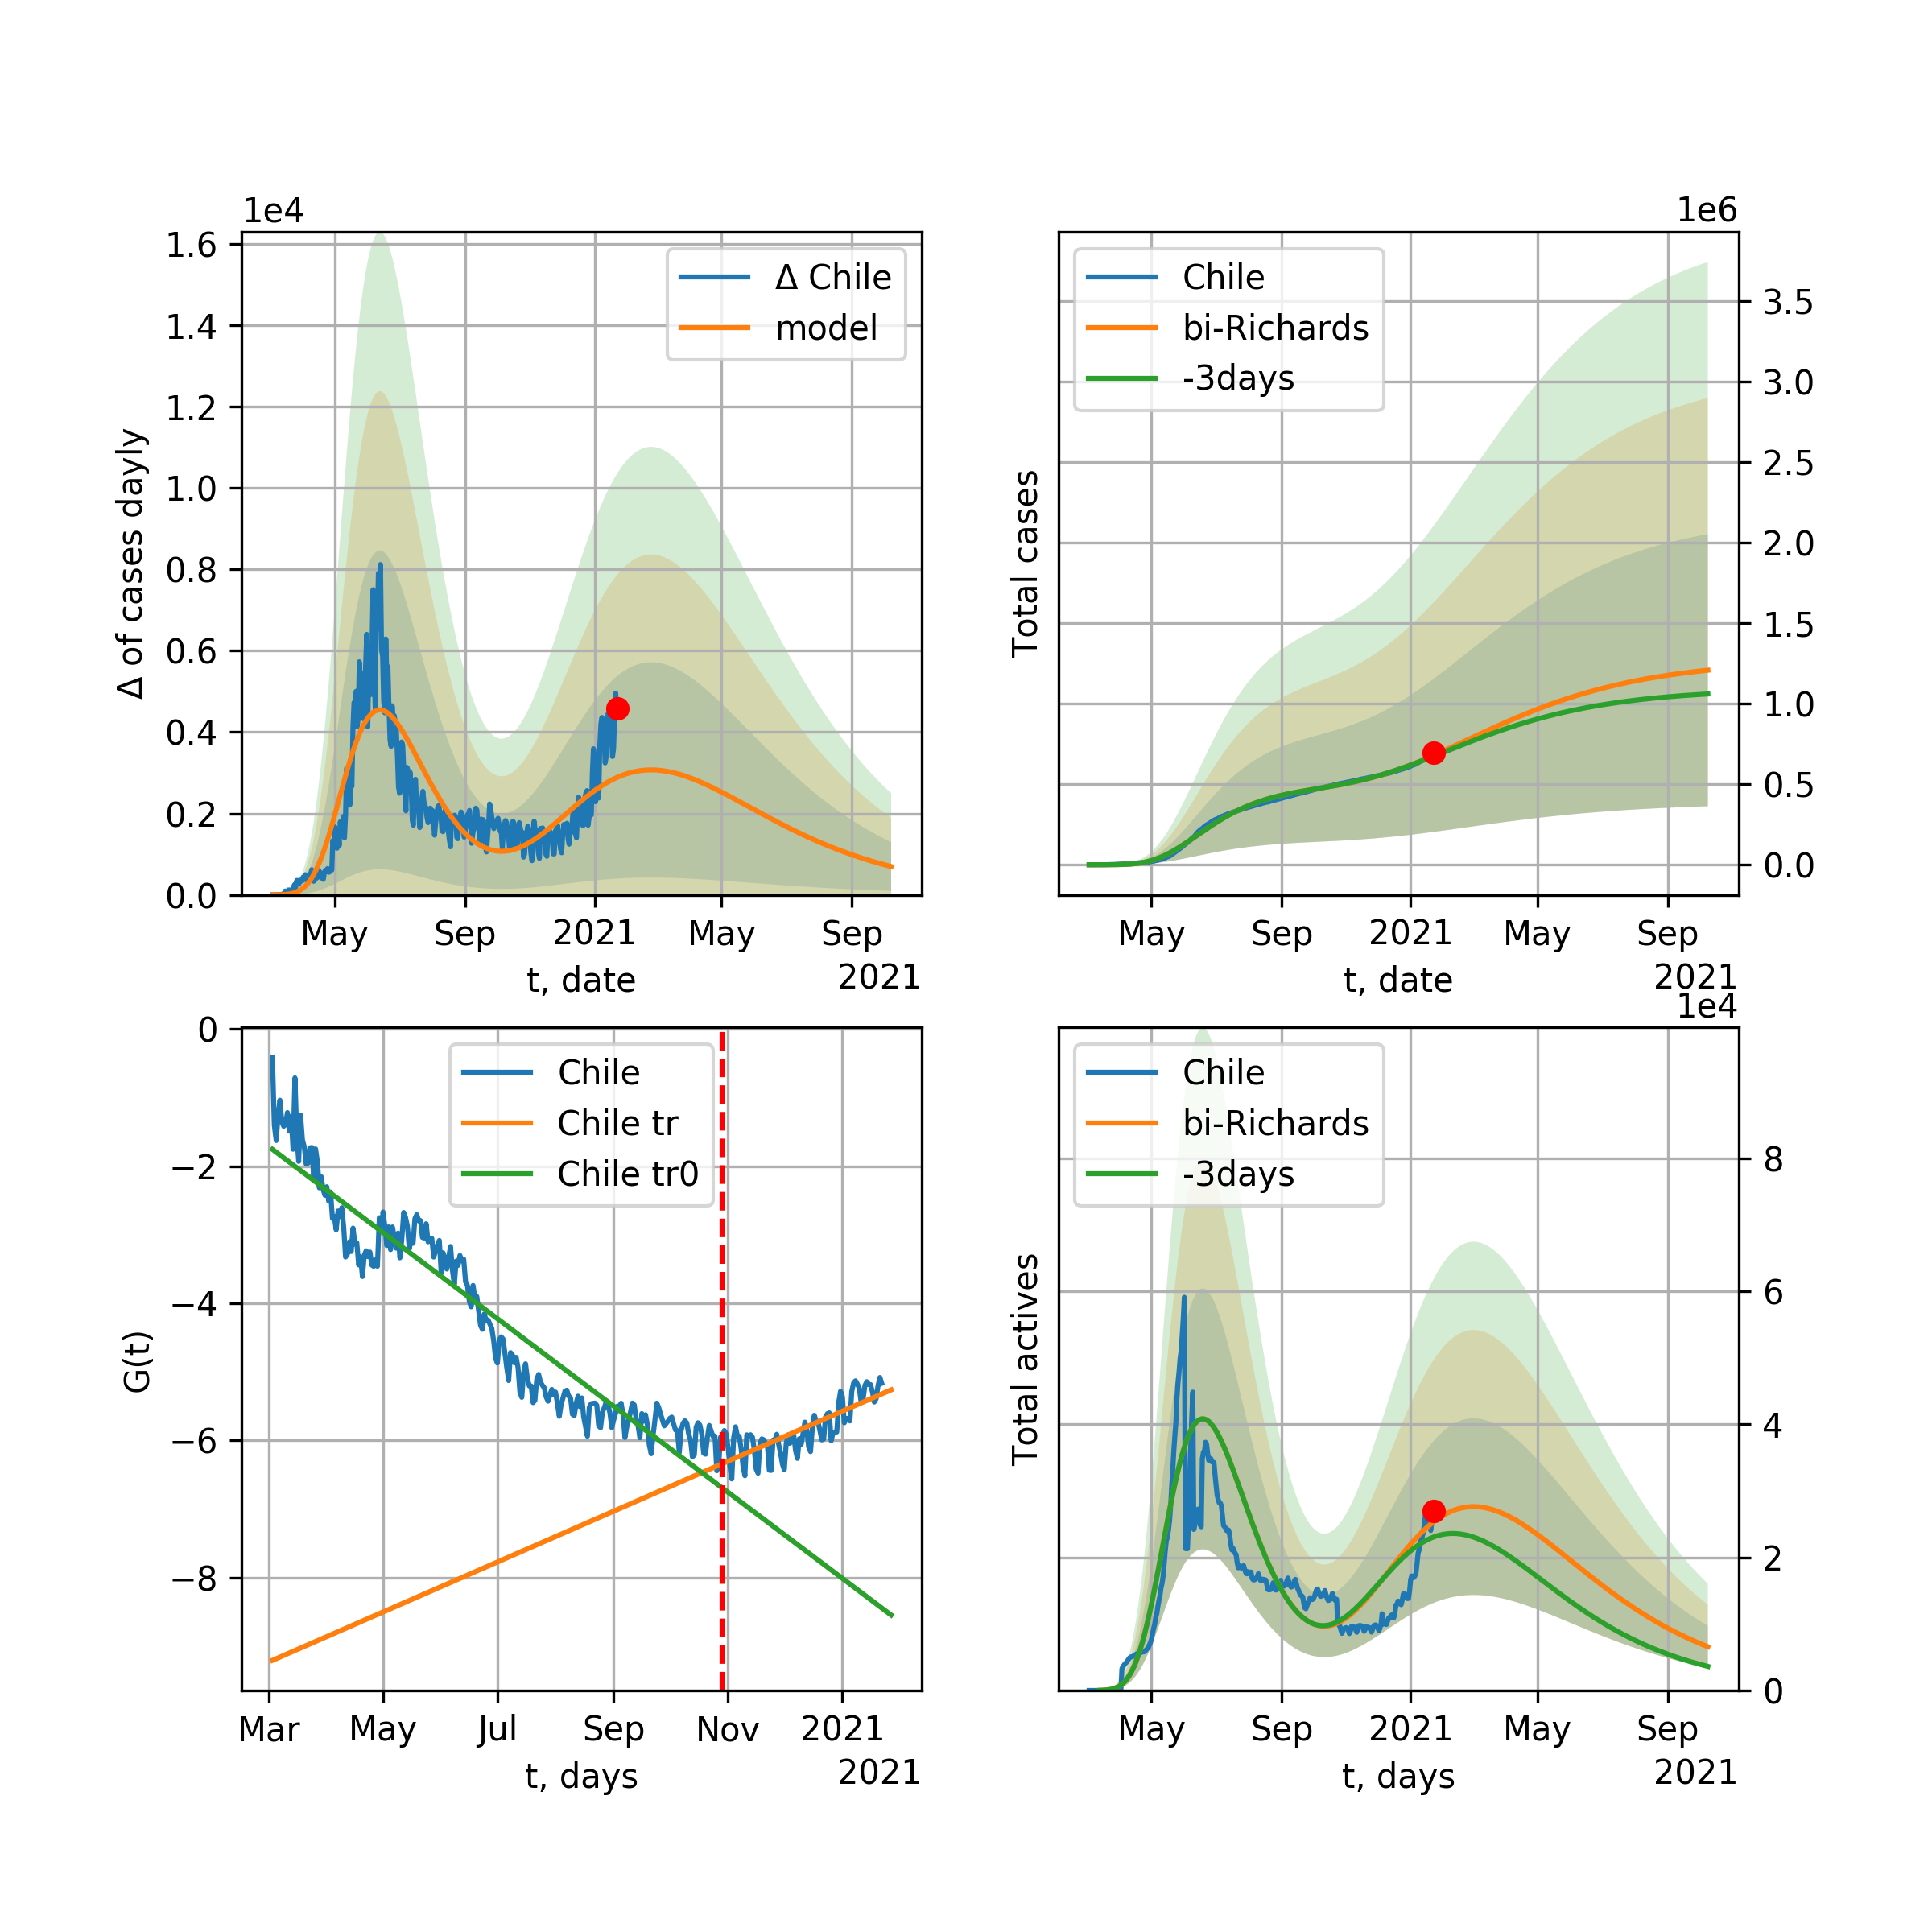 1e4
Δ of cases dayly
1.6
1.4
1.2
1.0
0.8
0.6
0.4
0.2
0.0
Δ Chile
model
May Sep 2021 May Sep
t, date 2021
1e6
Total cases
Chile
bi-Richards
-3days
3.5
3.0
2.5
2.0
1.5
1.0
0.5
0.0
May Sep 2021 May Sep
t, date 2021
G(t)
0
−2
−4
−6
−8
Chile
Chile tr
Chile tr0
Mar May Jul Sep Nov 2021
t, days 2021
1e4
Total actives
Chile
bi-Richards
-3days
8
6
4
2
0
May Sep 2021 May Sep
t, days 2021